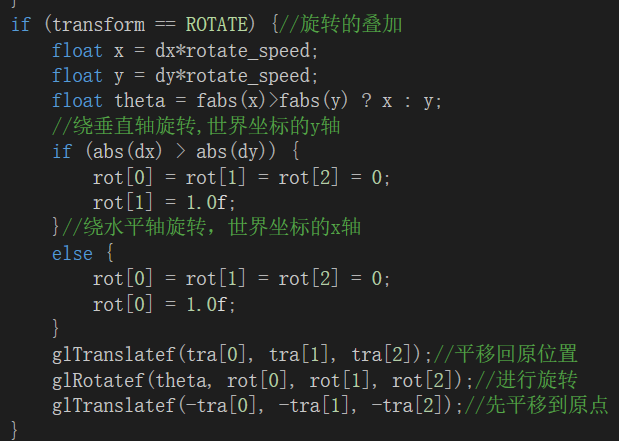 }
if (transform == ROTATE) {//旋转的叠加
float x = dx*rotate_speed;
float y = dy*rotate_speed;
float theta = fabs(x)>fabs(y) ? x : y;
//绕垂直轴旋转,世界坐标的y轴
if (abs(dx) > abs(dy)) {
rot[0] = rot[1] = rot[2] = 0;
rot[1] = 1.0f;
}//绕水平轴旋转，世界坐标的x轴
else {
rot[0] = rot[1] = rot[2] = 0;
rot[0] = 1.0f;
}
glTranslatef(tra[0], tra[1], tra[2]);//平移回原位置
glRotatef(theta, rot[0], rot[1], rot[2]);//进行旋转
glTranslatef(-tra[0], -tra[1], -tra[2]);//先平移到原点
}